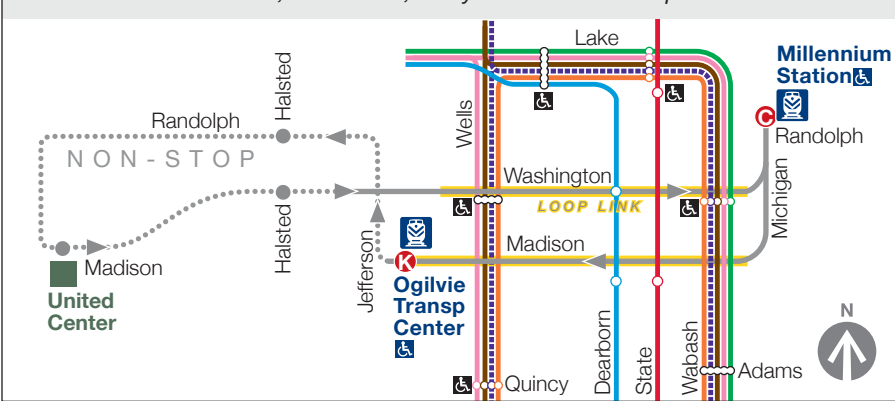 Lake
Millennium
Station
Halsted
Randolph
Wells
C
Randolph
NON-STOP
Washington
LOOP LINK
Michigan
Halsted
Jefferson
Madison
K
Madison
United
Center
Ogilvie
Transp
Center
Dearborn
State
Wabash
N
Quincy
Adams